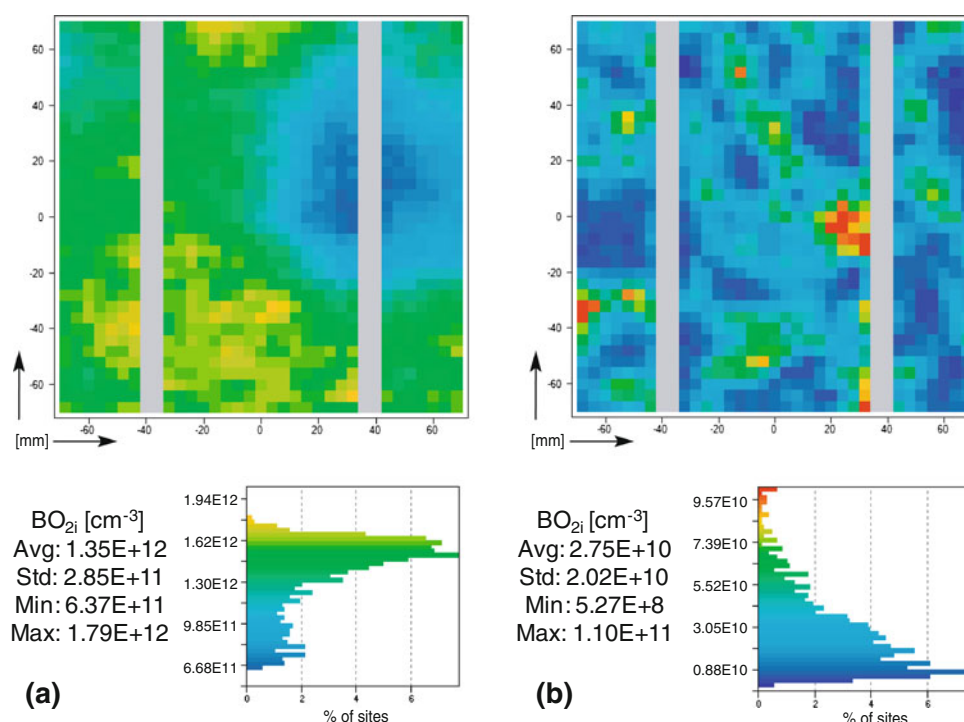 60
40
20
0
-20
-40
-60
[mm]
-60 -40 -20 0 20 40 60
60
40
20
0
-20
-40
-60
[mm]
-60 -40 -20 0 20 40 60
BO2i [cm-3]
Avg: 1.35E+12
Std: 2.85E+11
Min: 6.37E+11
Max: 1.79E+12
(a)
1.94E12
1.62E12
1.30E12
9.85E11
6.68E11
0 2 4 6
% of sites
BO2i [cm-3]
Avg: 2.75E+10
Std: 2.02E+10
Min: 5.27E+8
Max: 1.10E+11
(b)
9.57E10
7.39E10
5.52E10
3.05E10
0.88E10
0 2 4 6
% of sites